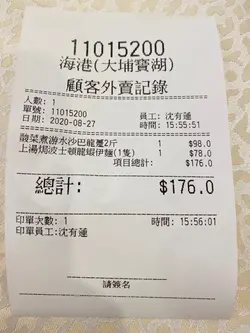 11015200
海港(大埔寶湖)
顧客外賣記錄
人數: 1
單號: 11015200 員工: 沈有蓮
日期: 2020-08-27 時間: 15:55:51
酸菜煮游水沙巴龍躉2斤 1 $98.0
上湯焗波士頓龍蝦伊麵(1隻) 1 $78.0
項目總計: $176.0
總計: $176.0
印單次數: 1 時間: 15:56:01
印單員工:沈有蓮
請簽名